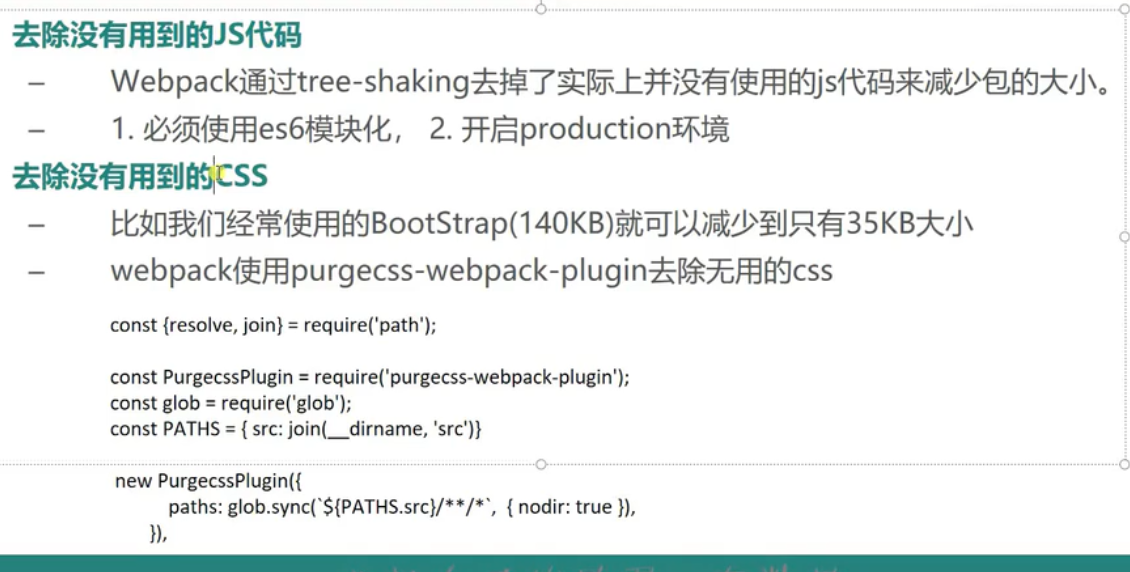 去除没有用到的JS代码
– Webpack通过tree-shaking去掉了实际上并没有使用的js代码来减少包的大小。
– 1. 必须使用es6模块化， 2. 开启production环境
去除没有用到的CSS
– 比如我们经常使用的BootStrap(140KB)就可以减少到只有35KB大小
– webpack使用purgecss-webpack-plugin去除无用的css
const {resolve, join} = require('path');
const PurgecssPlugin = require('purgecss-webpack-plugin');
const glob = require('glob');
const PATHS = { src: join(__dirname, 'src')}
new PurgecssPlugin({
paths: glob.sync(`${PATHS.src}/**/*`, { nodir: true }),
}),